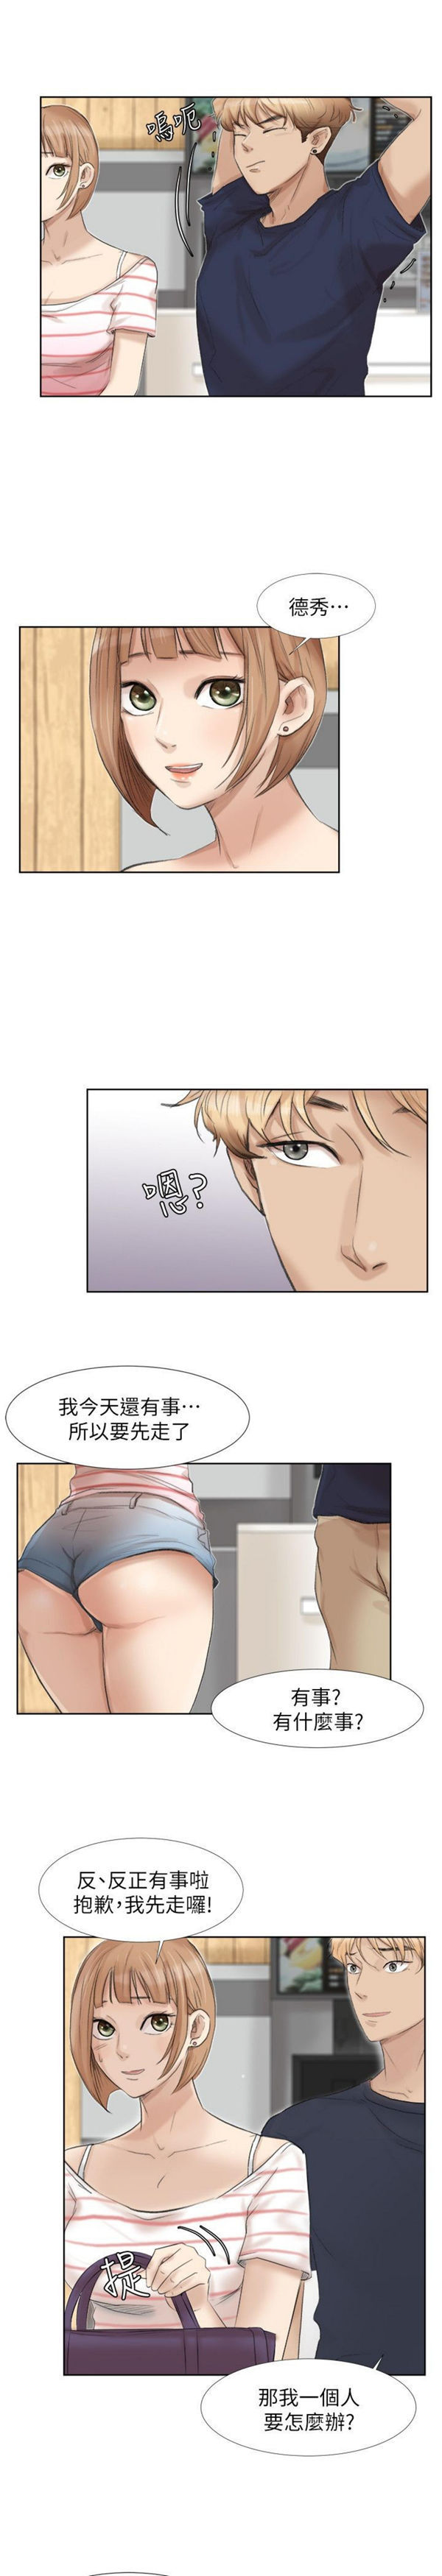 嗚呃
德秀⋯
嗯?
我今天還有事⋯
所以要先走了
有事?
有什麼事?
反、反正有事啦
抱歉,我先走囉!
提
那我一個人
要怎麼辦?